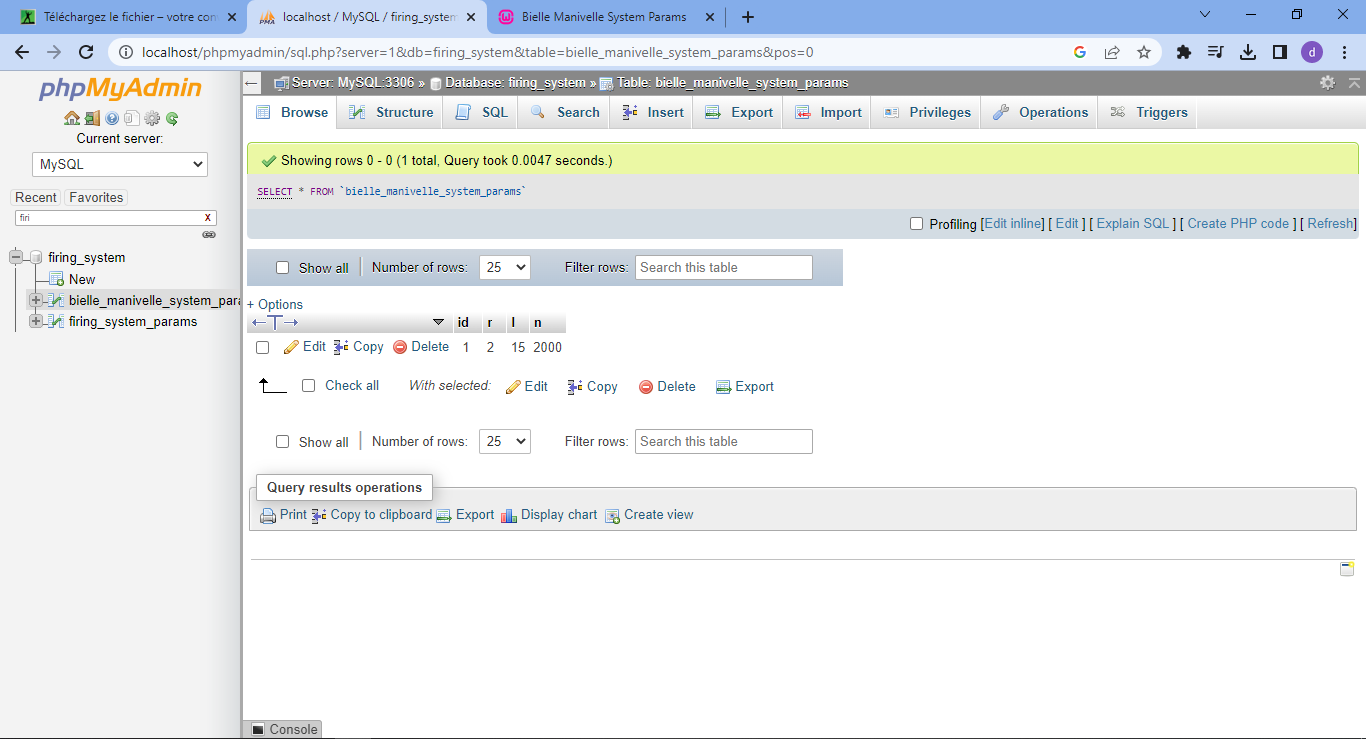 Téléchargez le fichier – votre con
localhost / MySQL / firing_system
Bielle Manivelle System Params
localhost/phpmyadmin/sql.php?server=1&db=firing_system&table=bielle_manivelle_system_params&pos=0
d
phpMyAdmin
Current server:
MySQL
Recent Favorites
firi X
firing_system
New
bielle_manivelle_system_para
firing_system_params
Server: MySQL:3306 » Database: firing_system » Table: bielle_manivelle_system_params
Browse Structure SQL Search Insert Export Import Privileges Operations Triggers
Showing rows 0 - 0 (1 total, Query took 0.0047 seconds.)
SELECT * FROM `bielle_manivelle_system_params`
Profiling [Edit inline] [ Edit ] [ Explain SQL ] [ Create PHP code ] [ Refresh]
Show all Number of rows: 25 Filter rows: Search this table
+ Options
id r l n
Edit Copy Delete 1 2 15 2000
Check all With selected: Edit Copy Delete Export
Show all Number of rows: 25 Filter rows: Search this table
Query results operations
Print Copy to clipboard Export Display chart Create view
Console